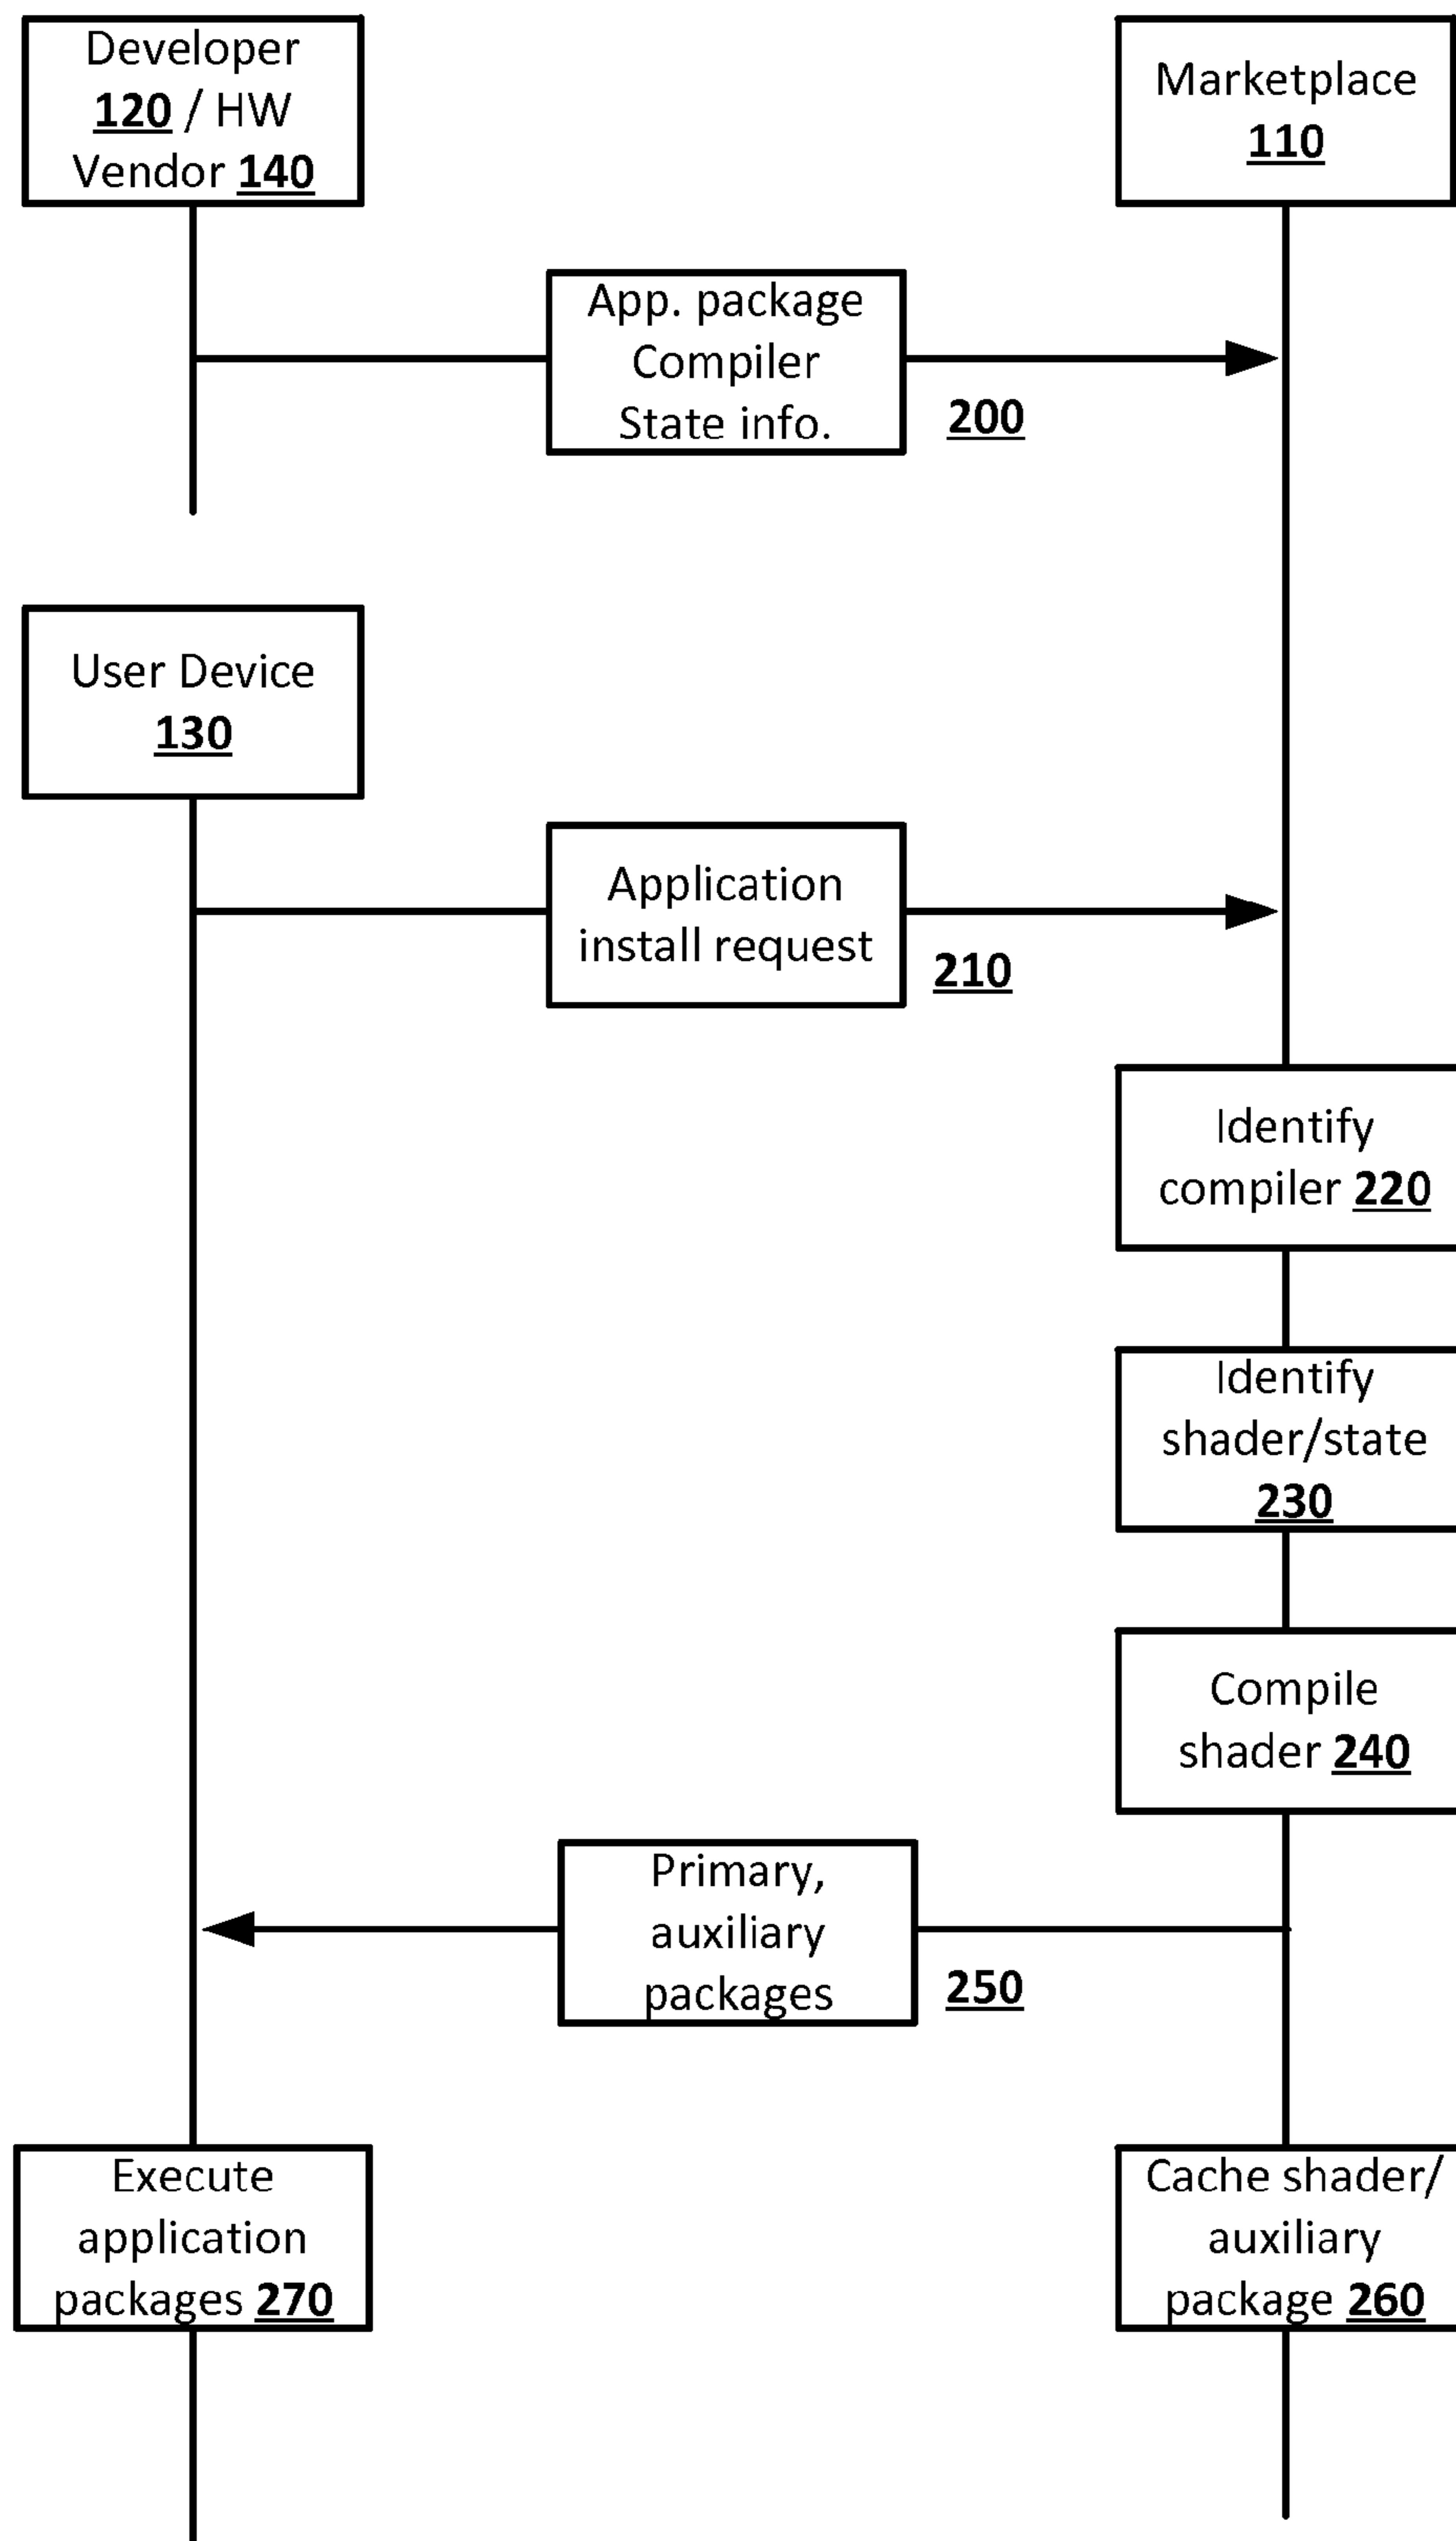 Developer
120 / HW
Vendor 140
Marketplace
110
App. package
Compiler
State info.
200
User Device
130
Application
install request
210
Identify
compiler 220
Identify
shader/state
230
Compile
shader 240
Primary,
auxiliary
packages
250
Execute
application
packages 270
Cache shader/
auxiliary
package 260